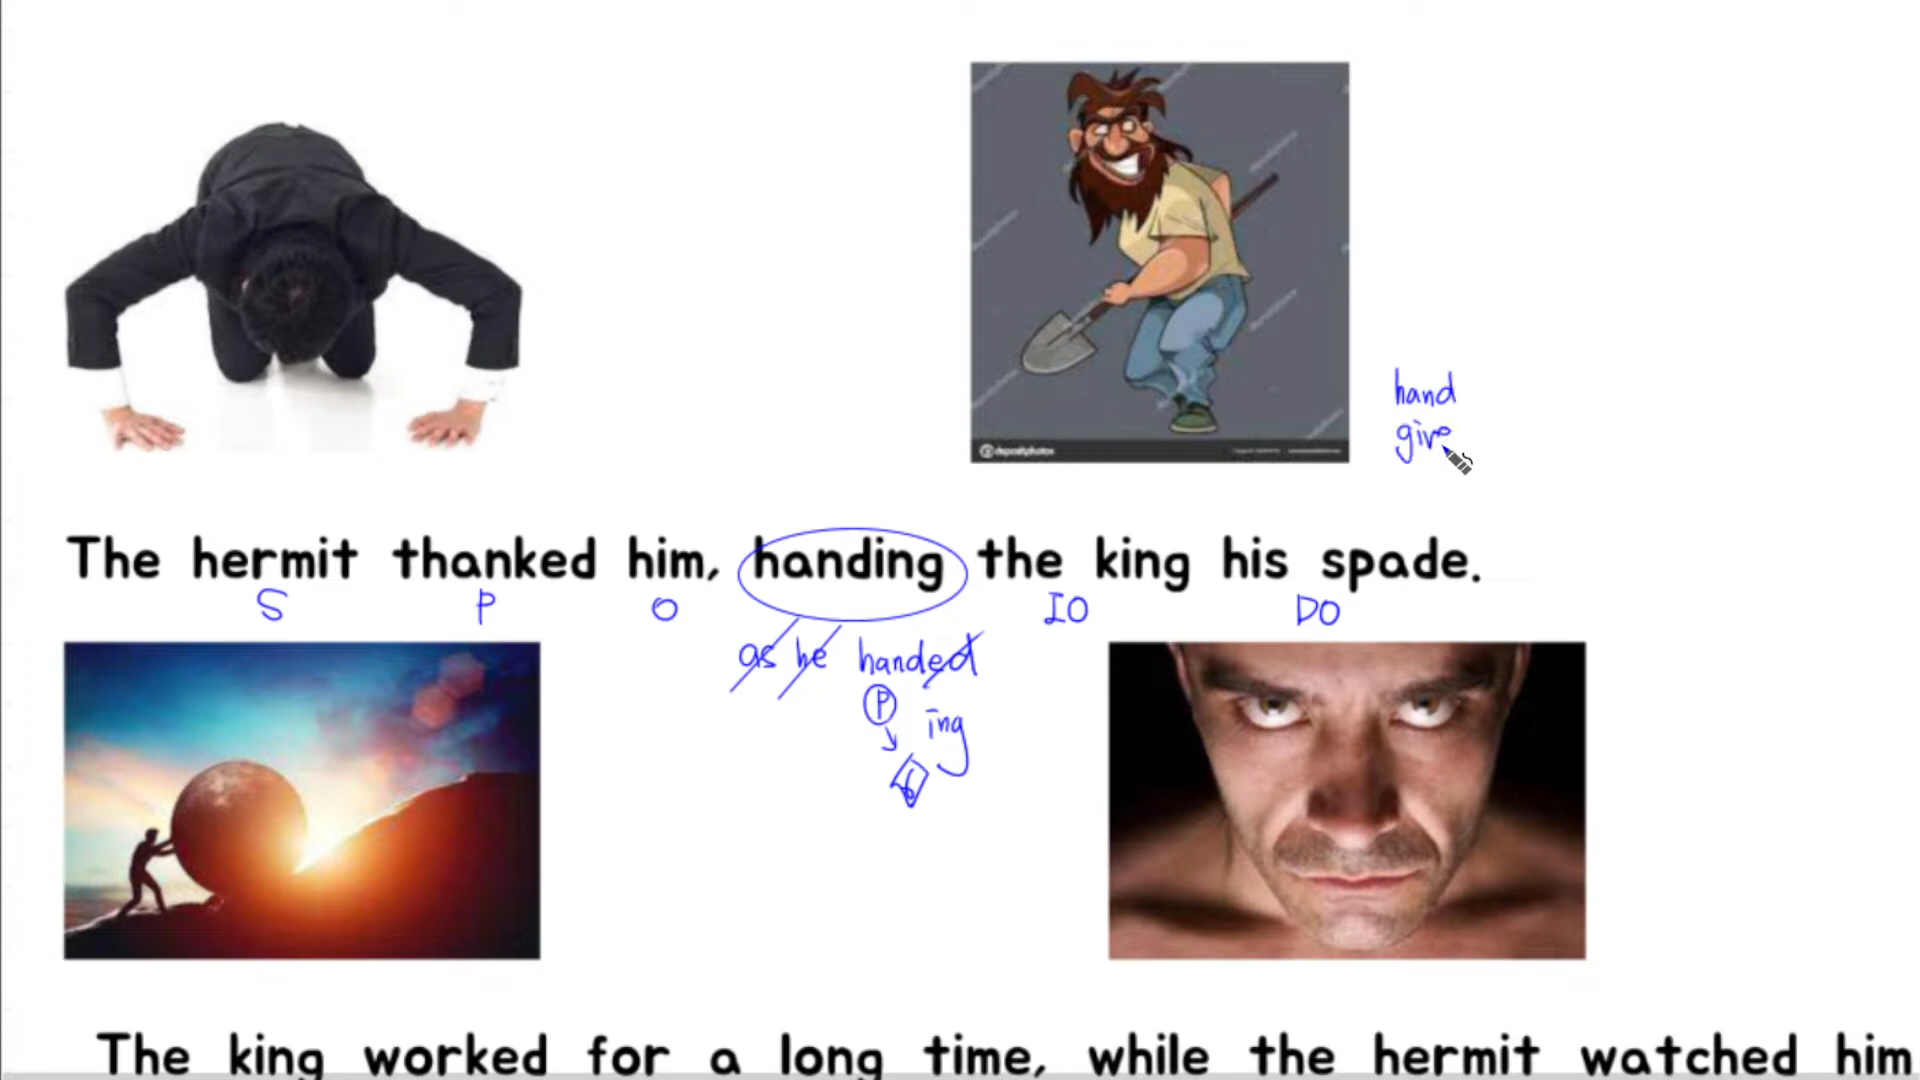 depositphotos
hand
give
The hermit thanked him, handing the king his spade.
S P O IO DO
as he handed
P ing
The king worked for a long time, while the hermit watched him